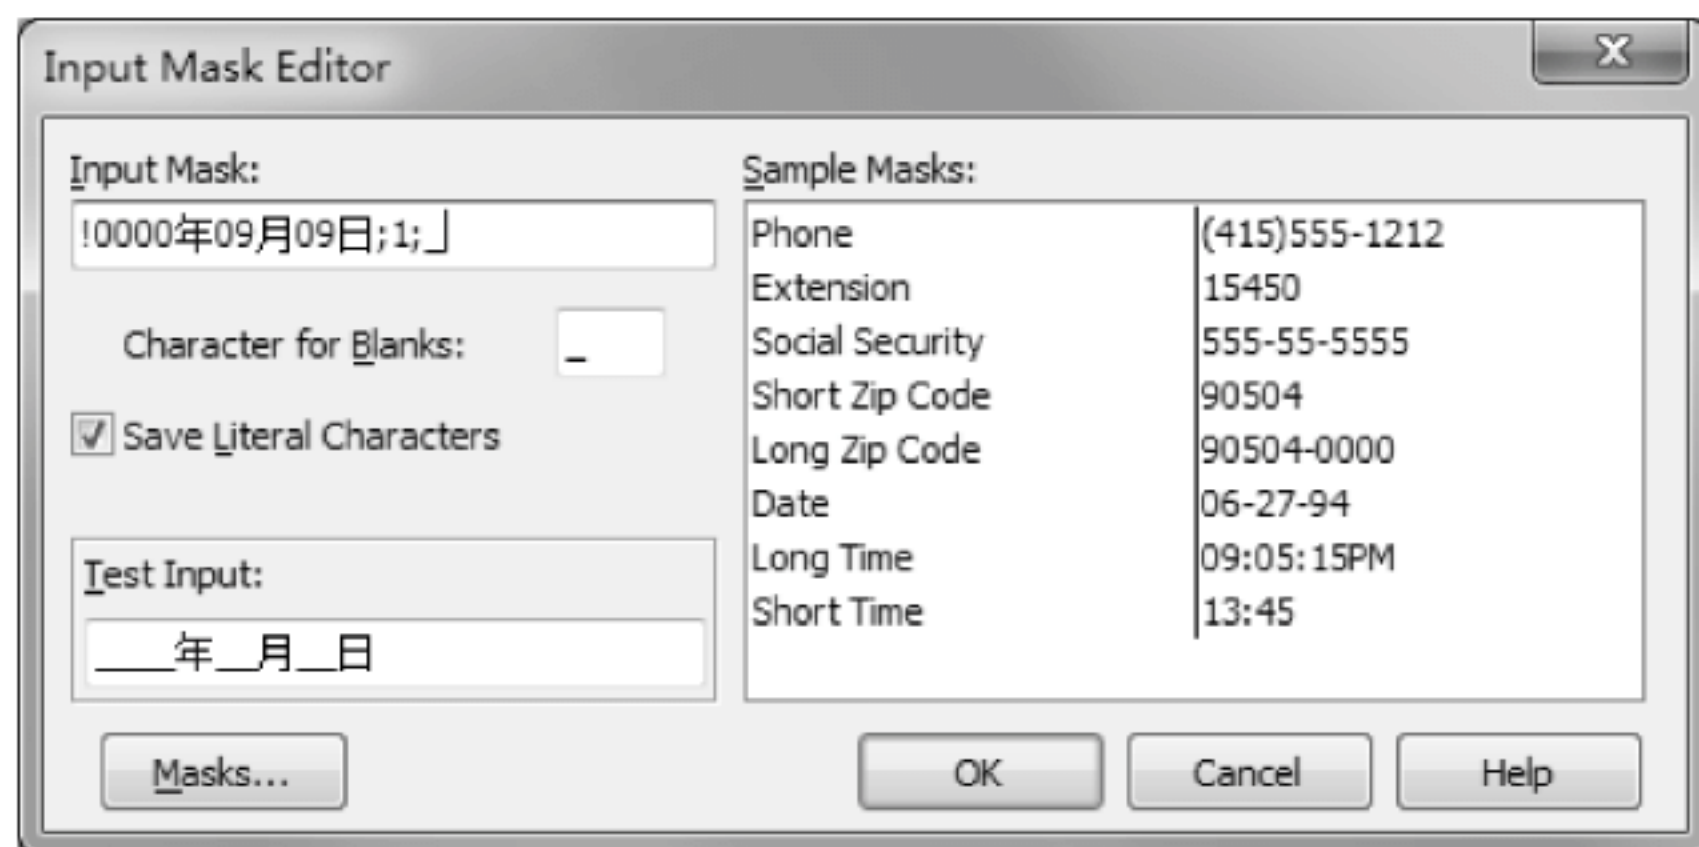 Input Mask Editor
Input Mask:
!0000年09月09日;1;_
Character for Blanks:
_
Save Literal Characters
Test Input:
____年__月__日
Masks...
Sample Masks:
Phone (415)555-1212
Extension 15450
Social Security 555-55-5555
Short Zip Code 90504
Long Zip Code 90504-0000
Date 06-27-94
Long Time 09:05:15PM
Short Time 13:45
OK
Cancel
Help